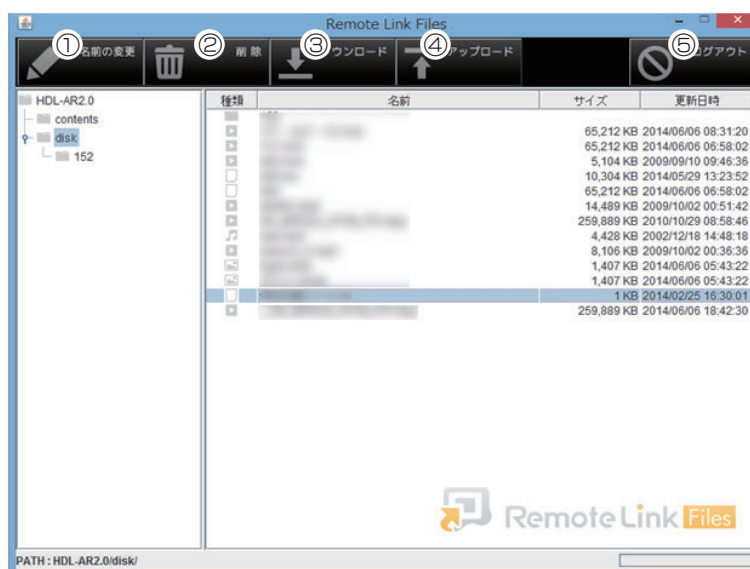 Remote Link Files
① 名前の変更 ② 削除 ③ ウンロード ④ アップロード ⑤ グアウト
HDL-AR2.0
contents
disk
152
種類 名前 サイズ 更新日時
65,212 KB 2014/06/06 08:31:20
65,212 KB 2014/06/06 06:58:02
5,104 KB 2009/09/10 09:46:36
10,304 KB 2014/05/29 13:23:52
65,212 KB 2014/06/06 06:58:02
14,489 KB 2009/10/02 00:51:42
259,889 KB 2010/10/29 08:58:46
4,428 KB 2002/12/18 14:48:18
8,106 KB 2009/10/02 00:36:36
1,407 KB 2014/06/06 05:43:22
1,407 KB 2014/06/06 05:43:22
1 KB 2014/02/25 16:30:01
259,889 KB 2014/06/06 18:42:30
Remote Link Files
PATH : HDL-AR2.0/disk/